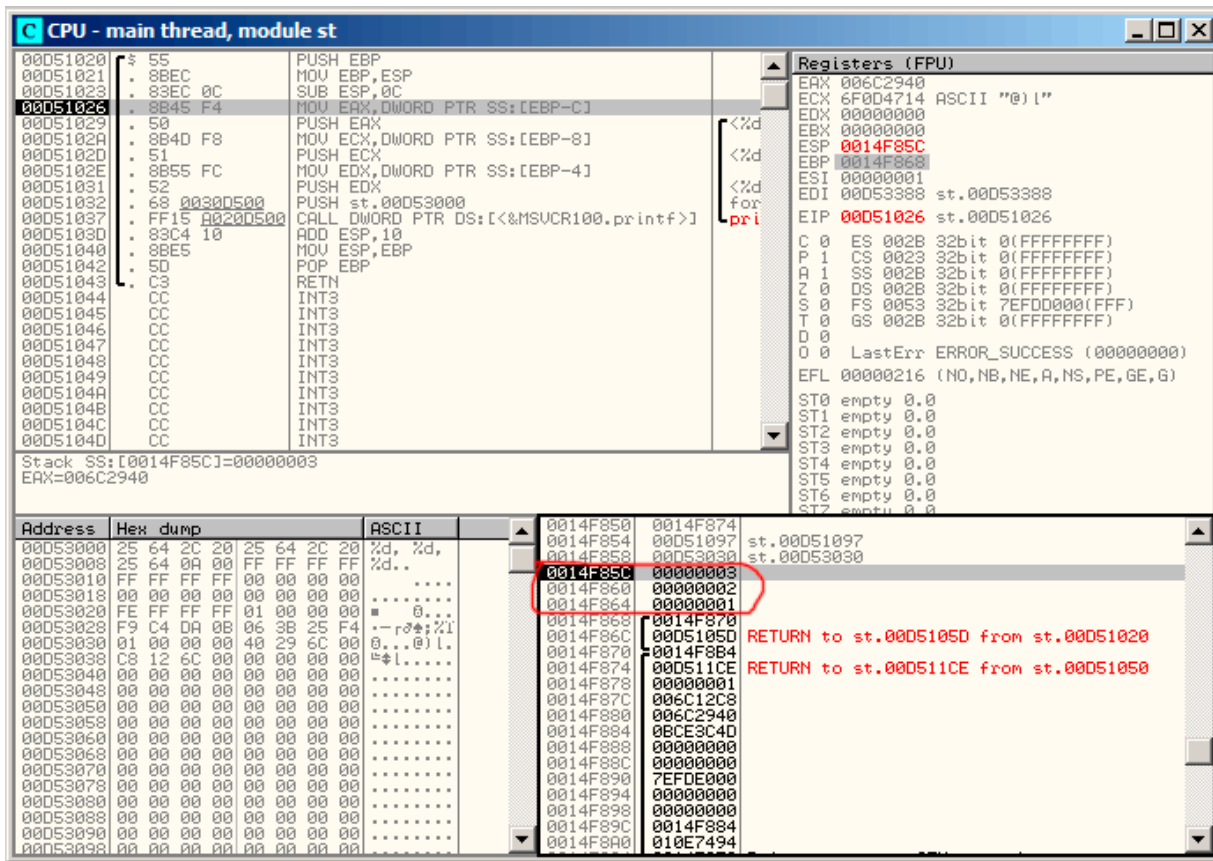 C CPU - main thread, module st
00D51020 $ 55 PUSH EBP
00D51021 . 8BEC MOV EBP,ESP
00D51023 . 83EC 0C SUB ESP,0C
00D51026 . 8B45 F4 MOV EAX,DWORD PTR SS:[EBP-C]
00D51029 . 50 PUSH EAX <%d
00D5102A . 8B4D F8 MOV ECX,DWORD PTR SS:[EBP-8]
00D5102D . 51 PUSH ECX <%d
00D5102E . 8B55 FC MOV EDX,DWORD PTR SS:[EBP-4]
00D51031 . 52 PUSH EDX <%d
00D51032 . 68 0030D500 PUSH st.00D53000 for
00D51037 . FF15 A020D500 CALL DWORD PTR DS:[<&MSVCR100.printf>] pri
00D5103D . 83C4 10 ADD ESP,10
00D51040 . 8BE5 MOV ESP,EBP
00D51042 . 5D POP EBP
00D51043 . C3 RETN
00D51044 CC INT3
00D51045 CC INT3
00D51046 CC INT3
00D51047 CC INT3
00D51048 CC INT3
00D51049 CC INT3
00D5104A CC INT3
00D5104B CC INT3
00D5104C CC INT3
00D5104D CC INT3
Registers (FPU)
EAX 006C2940
ECX 6F0D4714 ASCII "@)l"
EDX 00000000
EBX 00000000
ESP 0014F85C
EBP 0014F868
ESI 00000001
EDI 00D53388 st.00D53388
EIP 00D51026 st.00D51026
C 0 ES 002B 32bit 0(FFFFFFFF)
P 1 CS 0023 32bit 0(FFFFFFFF)
A 1 SS 002B 32bit 0(FFFFFFFF)
Z 0 DS 002B 32bit 0(FFFFFFFF)
S 0 FS 0053 32bit 7EFDD000(FFF)
T 0 GS 002B 32bit 0(FFFFFFFF)
D 0
O 0 LastErr ERROR_SUCCESS (00000000)
EFL 00000216 (NO,NB,NE,A,NS,PE,GE,G)
ST0 empty 0.0
ST1 empty 0.0
ST2 empty 0.0
ST3 empty 0.0
ST4 empty 0.0
ST5 empty 0.0
ST6 empty 0.0
ST7 empty 0.0
Stack SS:[0014F85C]=00000003
EAX=006C2940
Address Hex dump ASCII
00D53000 25 64 2C 20 25 64 2C 20 %d, %d,
00D53008 25 64 0A 00 FF FF FF FF %d..
00D53010 FF FF FF FF 00 00 00 00 ....
00D53018 00 00 00 00 00 00 00 00 ........
00D53020 FE FF FF FF 01 00 00 00
00D53028 F9 C4 DA 0B 06 3B 25 F4
00D53030 01 00 00 00 40 29 6C 00
00D53038 C8 12 6C 00 00 00 00 00
00D53040 00 00 00 00 00 00 00 00 ........
00D53048 00 00 00 00 00 00 00 00 ........
00D53050 00 00 00 00 00 00 00 00 ........
00D53058 00 00 00 00 00 00 00 00 ........
00D53060 00 00 00 00 00 00 00 00 ........
00D53068 00 00 00 00 00 00 00 00 ........
00D53070 00 00 00 00 00 00 00 00 ........
00D53078 00 00 00 00 00 00 00 00 ........
00D53080 00 00 00 00 00 00 00 00 ........
00D53088 00 00 00 00 00 00 00 00 ........
00D53090 00 00 00 00 00 00 00 00 ........
00D53098 00 00 00 00 00 00 00 00 ........
0014F850 0014F874
0014F854 00D51097 st.00D51097
0014F858 00D53030 st.00D53030
0014F85C 00000003
0014F860 00000002
0014F864 00000001
0014F868 0014F870
0014F86C 00D5105D RETURN to st.00D5105D from st.00D51020
0014F870 0014F8B4
0014F874 00D511CE RETURN to st.00D511CE from st.00D51050
0014F878 00000001
0014F87C 006C12C8
0014F880 006C2940
0014F884 0BCE3C4D
0014F888 00000000
0014F88C 00000000
0014F890 7EFDE000
0014F894 00000000
0014F898 00000000
0014F89C 0014F884
0014F8A0 010E7494